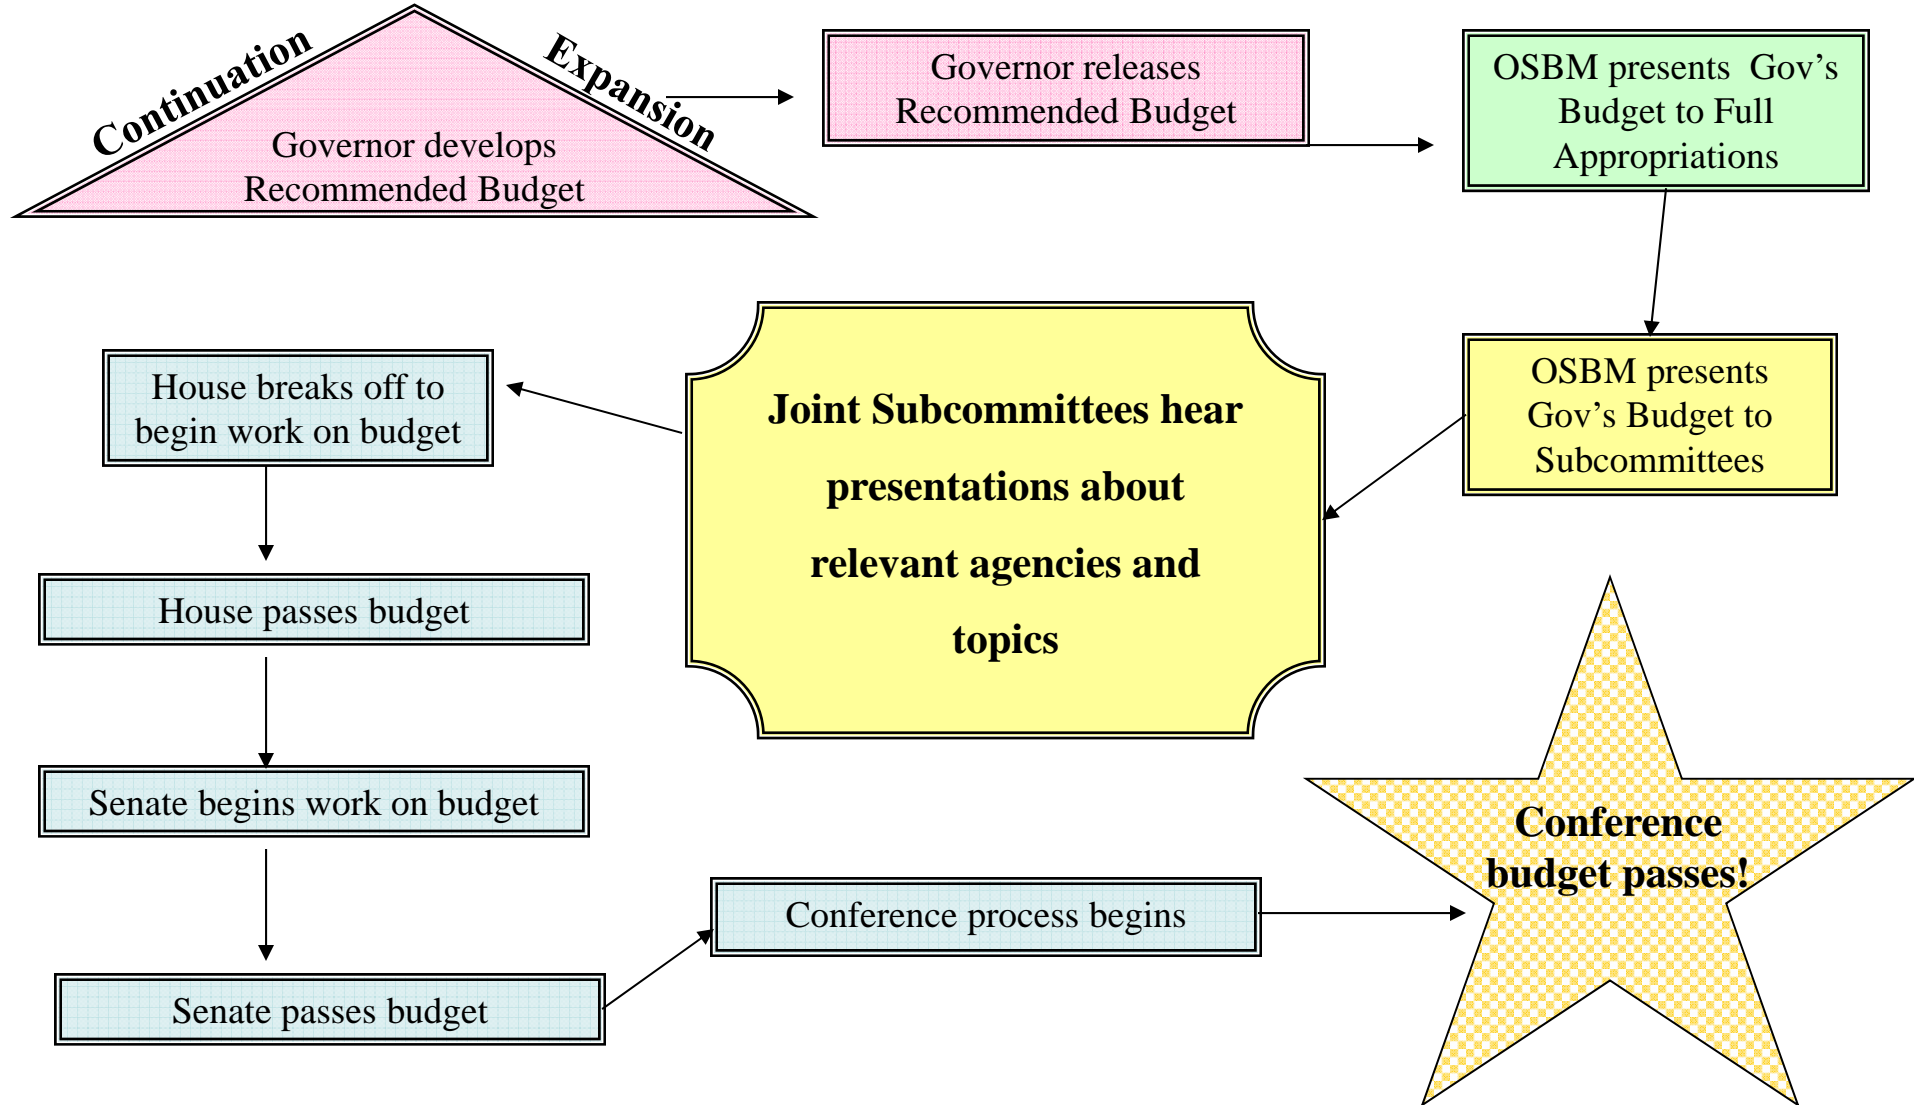 Continuation
Expansion
Governor develops
Recommended Budget
Governor releases
Recommended Budget
OSBM presents  Gov's
Budget to Full
Appropriations
OSBM presents
Gov's Budget to
Subcommittees
Joint Subcommittees hear
presentations about
relevant agencies and
topics
House breaks off to
begin work on budget
House passes budget
Senate begins work on budget
Senate passes budget
Conference process begins
Conference
budget passes!